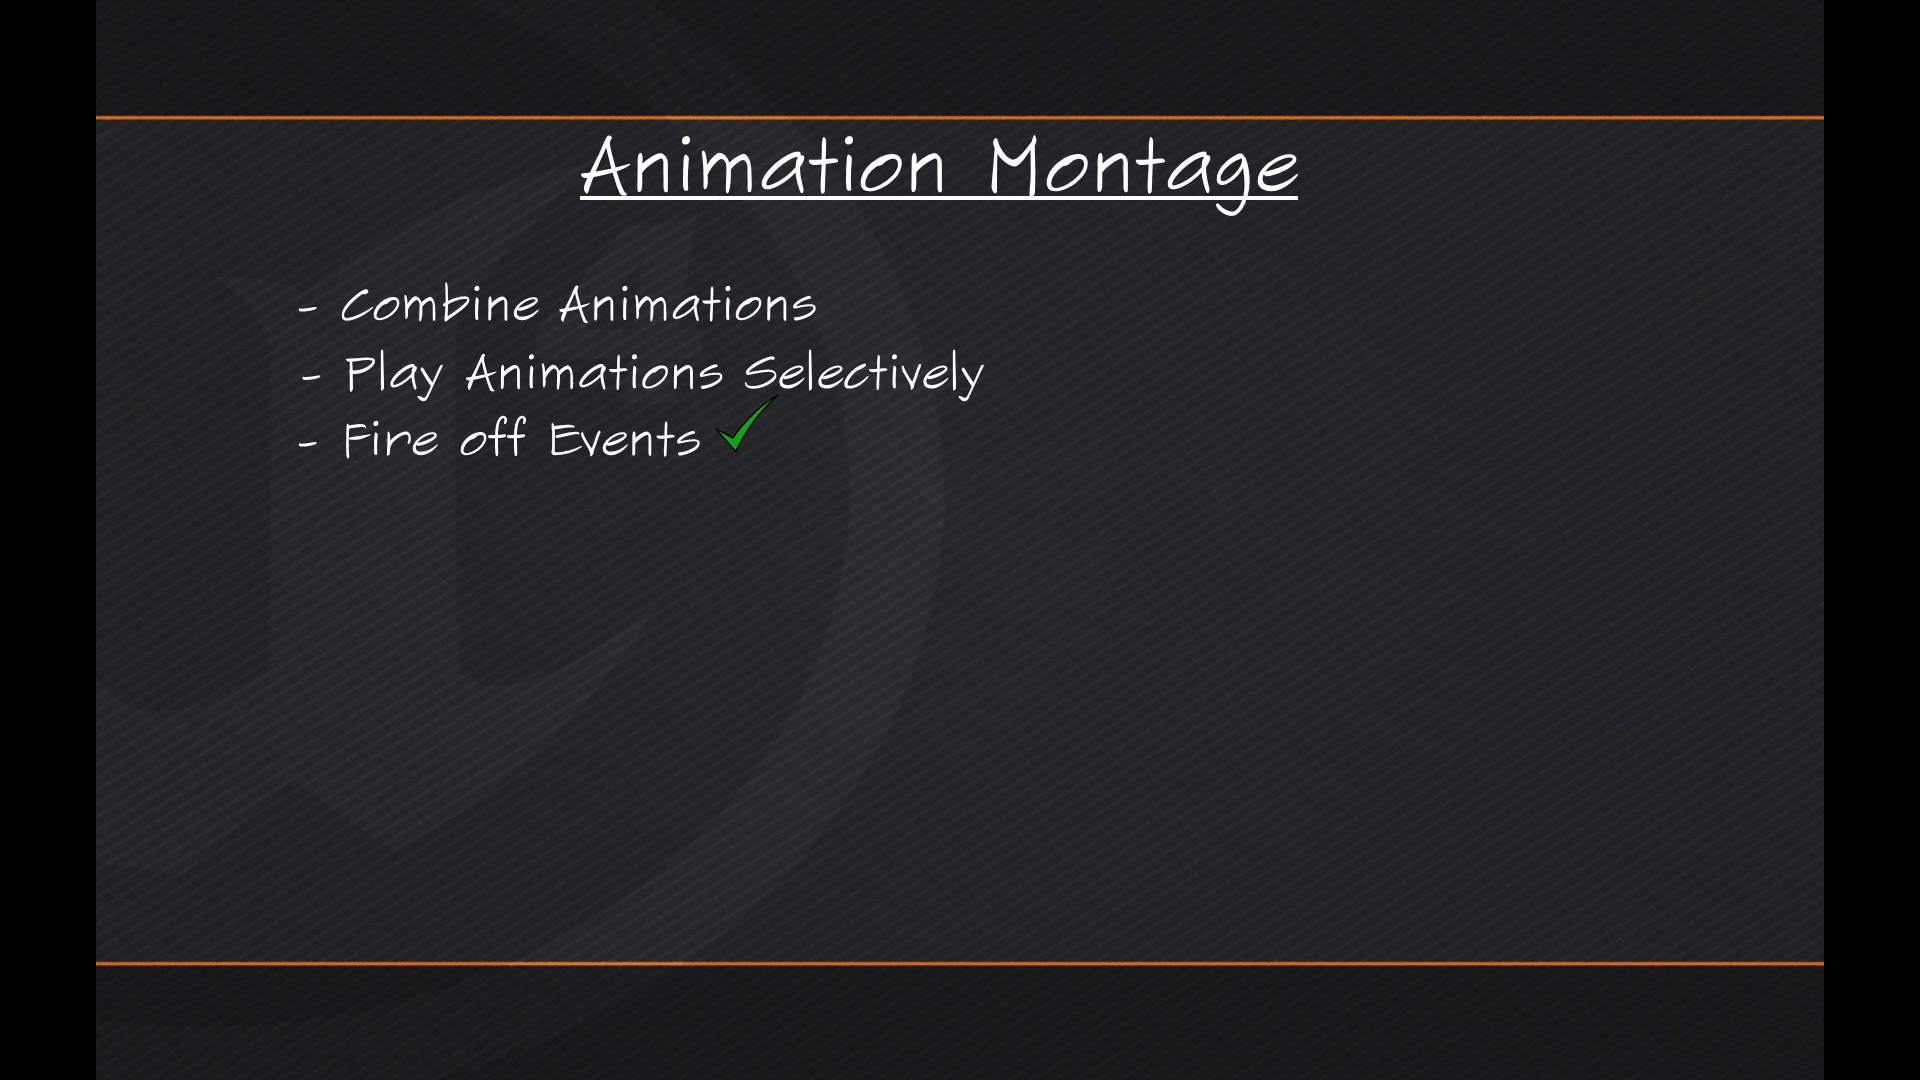 Animation Montage
- Combine Animations
- Play Animations Selectively
- Fire off Events